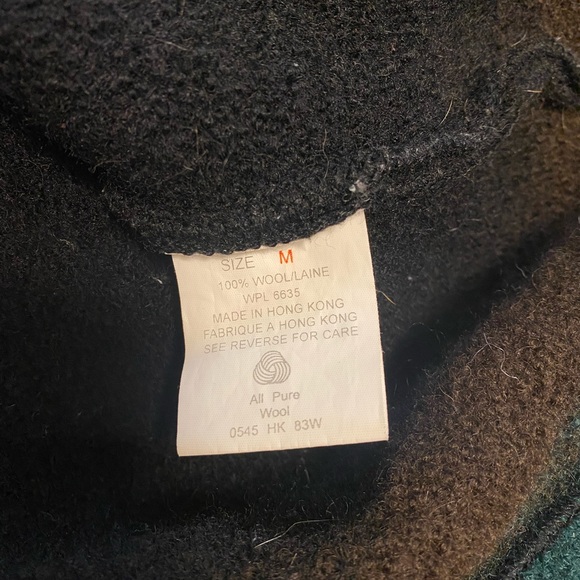 SIZE M
100% WOOL/LAINE
WPL 6635
MADE IN HONG KONG
FABRIQUE A HONG KONG
SEE REVERSE FOR CARE
All Pure
Wool
0545 HK 83W